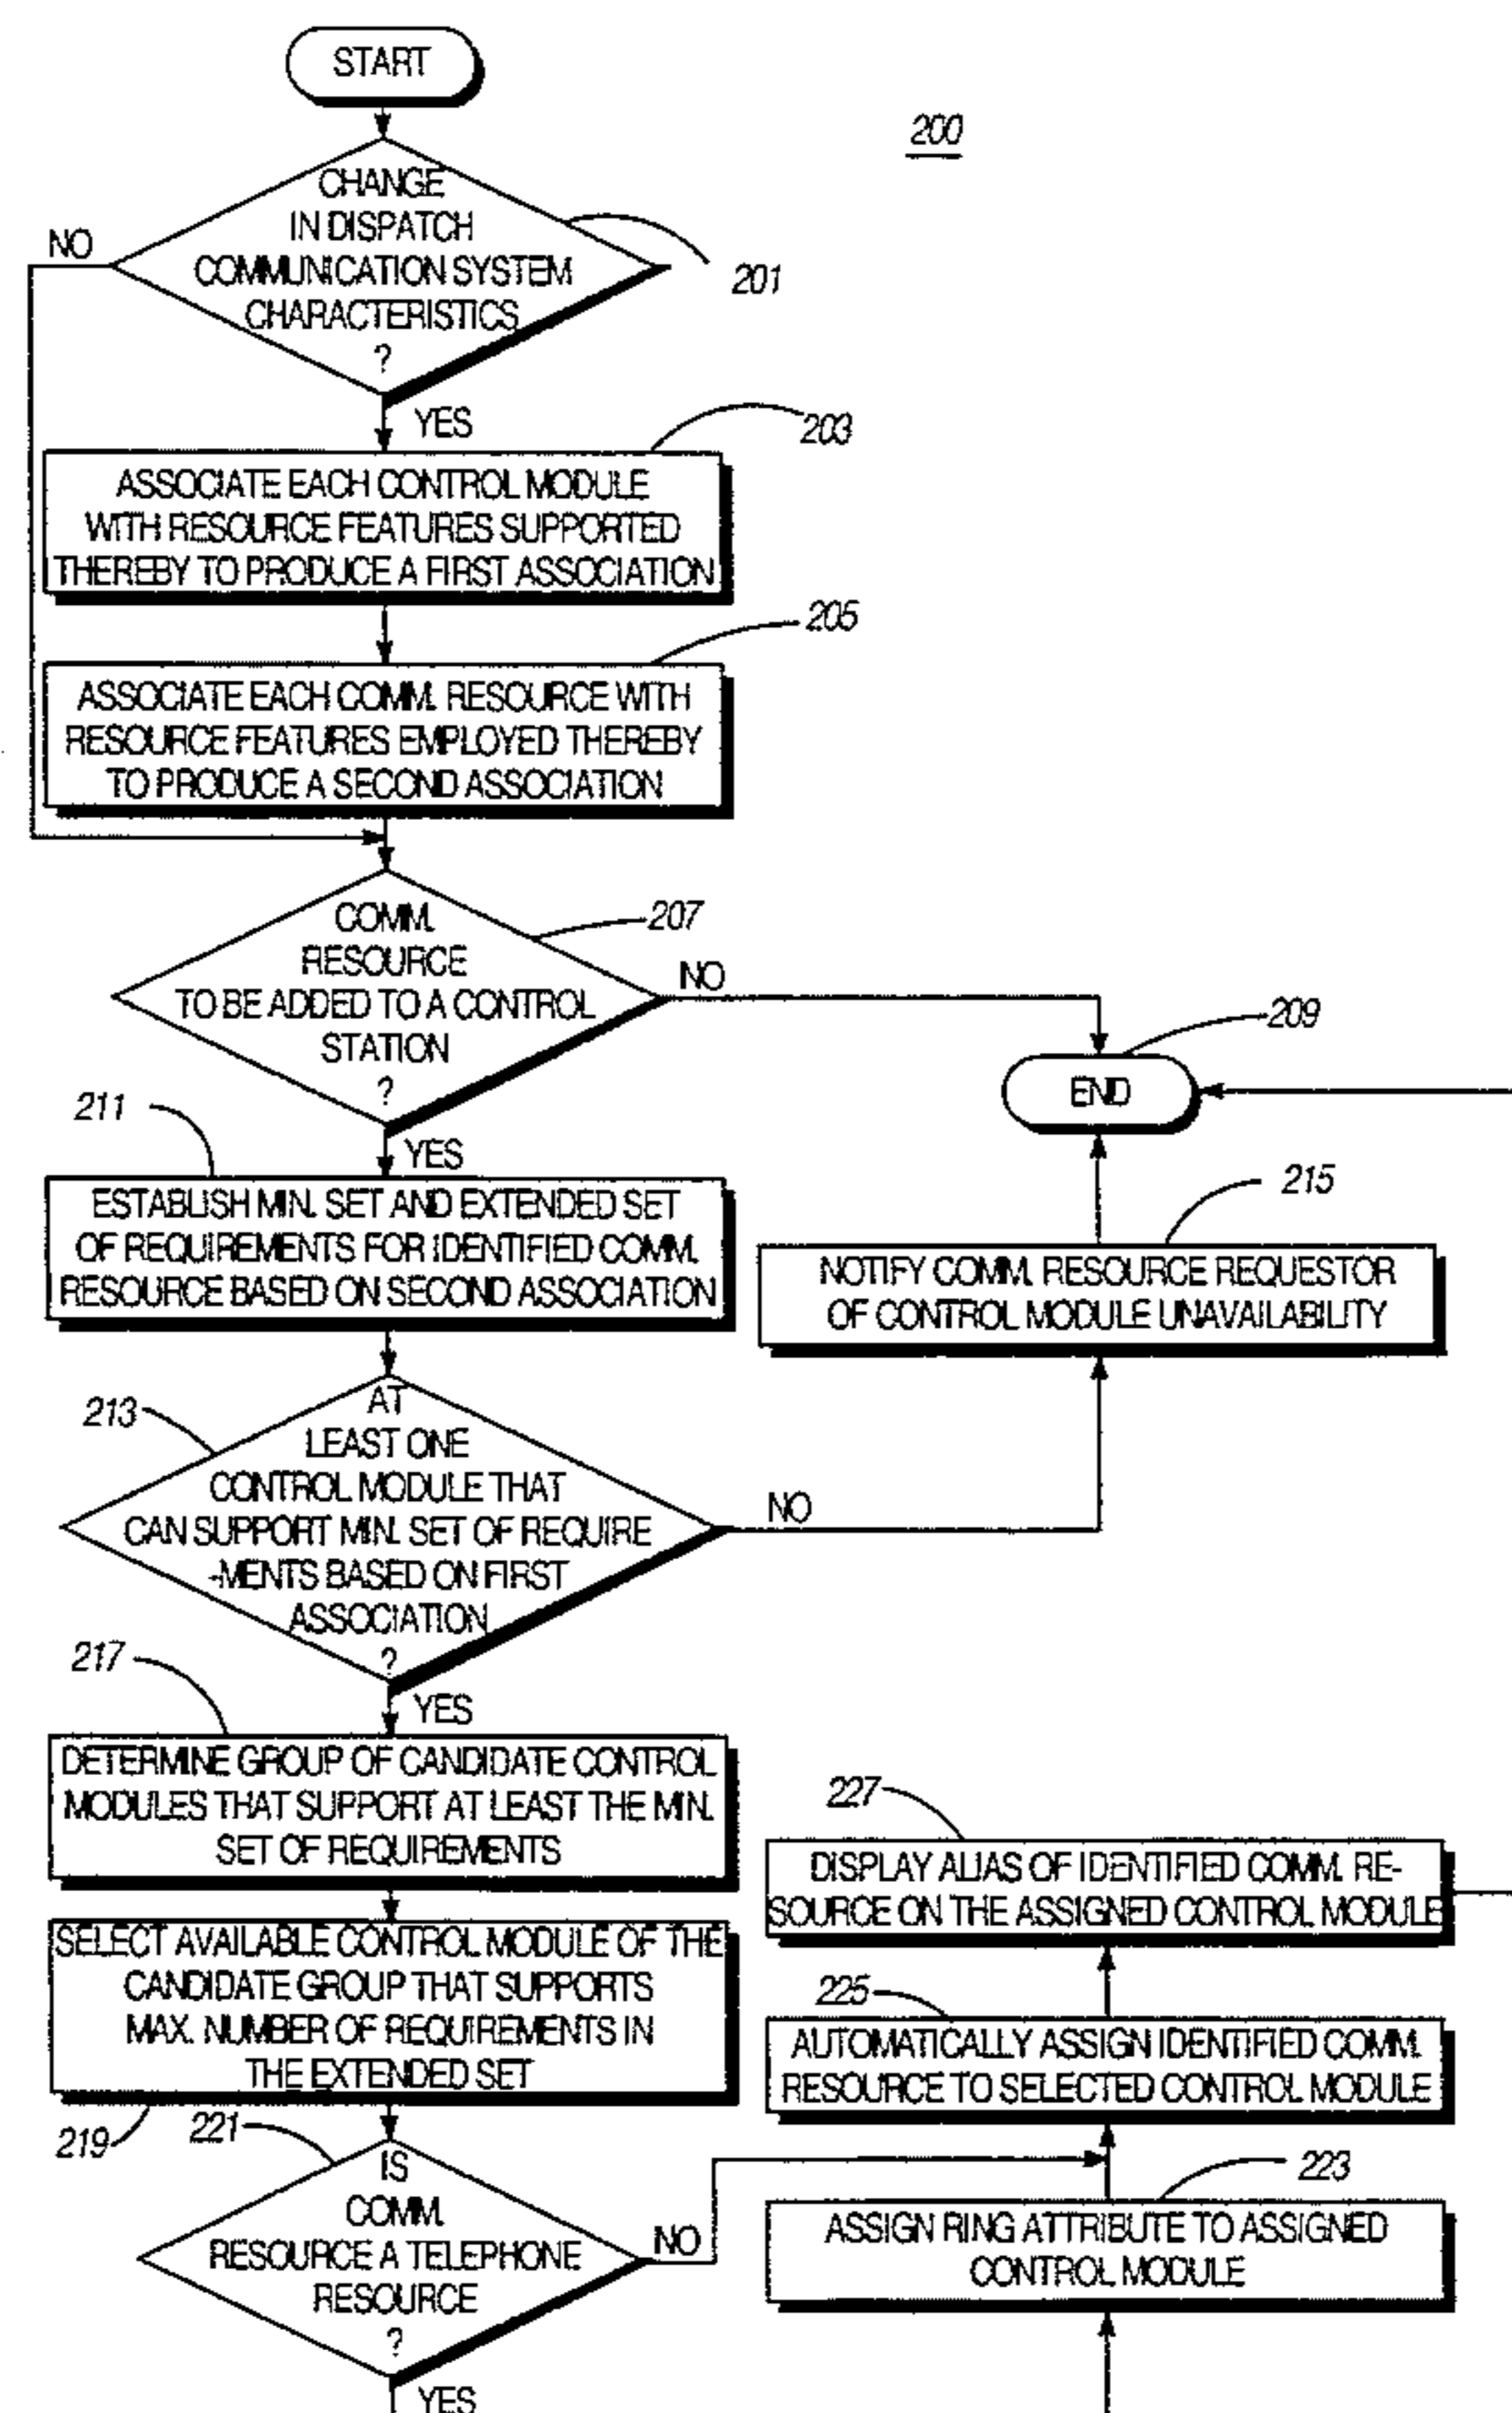 START
200
CHANGE
IN DISPATCH
COMMUNICATION SYSTEM
CHARACTERISTICS
?
NO
201
YES
203
ASSOCIATE EACH CONTROL MODULE
WITH RESOURCE FEATURES SUPPORTED
THEREBY TO PRODUCE A FIRST ASSOCIATION
205
ASSOCIATE EACH COMM. RESOURCE WITH
RESOURCE FEATURES EMPLOYED THEREBY
TO PRODUCE A SECOND ASSOCIATION
COMM.
RESOURCE
TO BE ADDED TO A CONTROL
STATION
?
207
NO
209
END
211
YES
ESTABLISH MIN. SET AND EXTENDED SET
OF REQUIREMENTS FOR IDENTIFIED COMM.
RESOURCE BASED ON SECOND ASSOCIATION
215
NOTIFY COMM. RESOURCE REQUESTOR
OF CONTROL MODULE UNAVAILABILITY
213
AT
LEAST ONE
CONTROL MODULE THAT
CAN SUPPORT MIN. SET OF REQUIRE
-MENTS BASED ON FIRST
ASSOCIATION
?
NO
217
YES
DETERMINE GROUP OF CANDIDATE CONTROL
MODULES THAT SUPPORT AT LEAST THE MIN.
SET OF REQUIREMENTS
227
DISPLAY ALIAS OF IDENTIFIED COMM. RE-
SOURCE ON THE ASSIGNED CONTROL MODULE
SELECT AVAILABLE CONTROL MODULE OF THE
CANDIDATE GROUP THAT SUPPORTS
MAX. NUMBER OF REQUIREMENTS IN
THE EXTENDED SET
219
225
AUTOMATICALLY ASSIGN IDENTIFIED COMM.
RESOURCE TO SELECTED CONTROL MODULE
221
IS
COMM.
RESOURCE A TELEPHONE
RESOURCE
?
NO
223
ASSIGN RING ATTRIBUTE TO ASSIGNED
CONTROL MODULE
YES